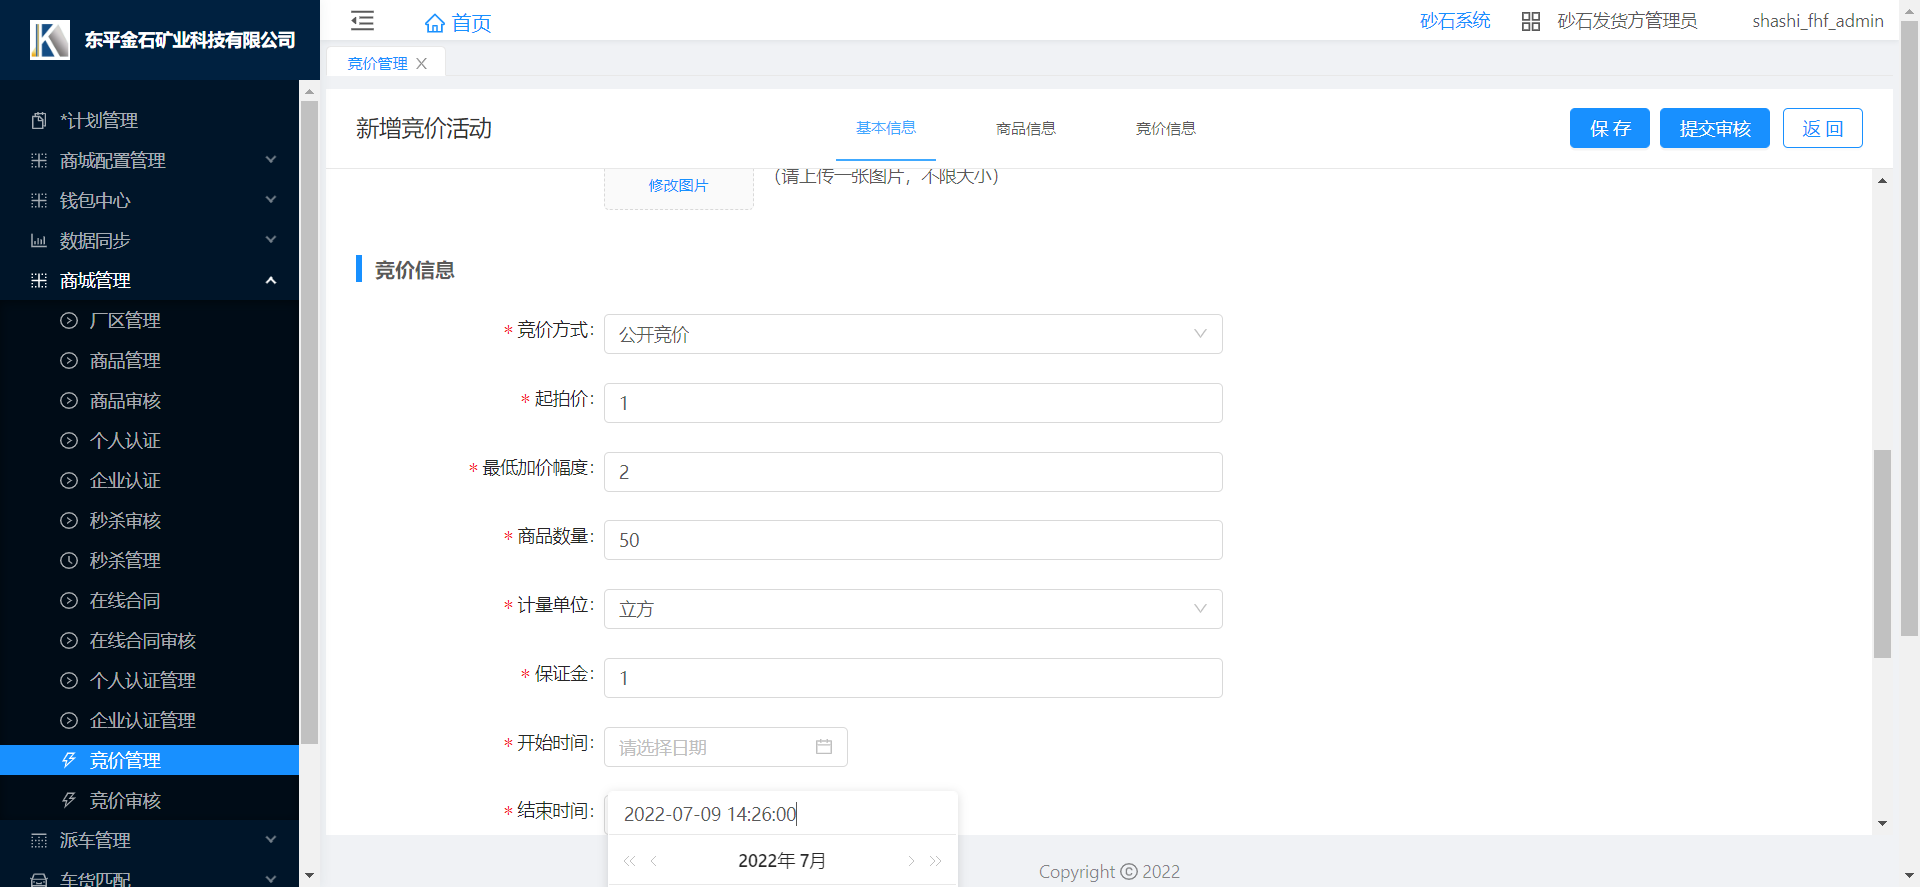 东平金石矿业科技有限公司
首页
砂石系统
砂石发货方管理员
shashi_fhf_admin
竞价管理
*计划管理
商城配置管理
钱包中心
数据同步
商城管理
厂区管理
商品管理
商品审核
个人认证
企业认证
秒杀审核
秒杀管理
在线合同
在线合同审核
个人认证管理
企业认证管理
竞价管理
竞价审核
派车管理
车货匹配
新增竞价活动
基本信息
商品信息
竞价信息
保 存
提交审核
返 回
修改图片
(请上传一张图片，不限大小)
竞价信息
* 竞价方式:
公开竞价
* 起拍价:
1
* 最低加价幅度:
2
* 商品数量:
50
* 计量单位:
立方
* 保证金:
1
* 开始时间:
请选择日期
* 结束时间:
2022-07-09 14:26:00
2022年 7月
Copyright © 2022